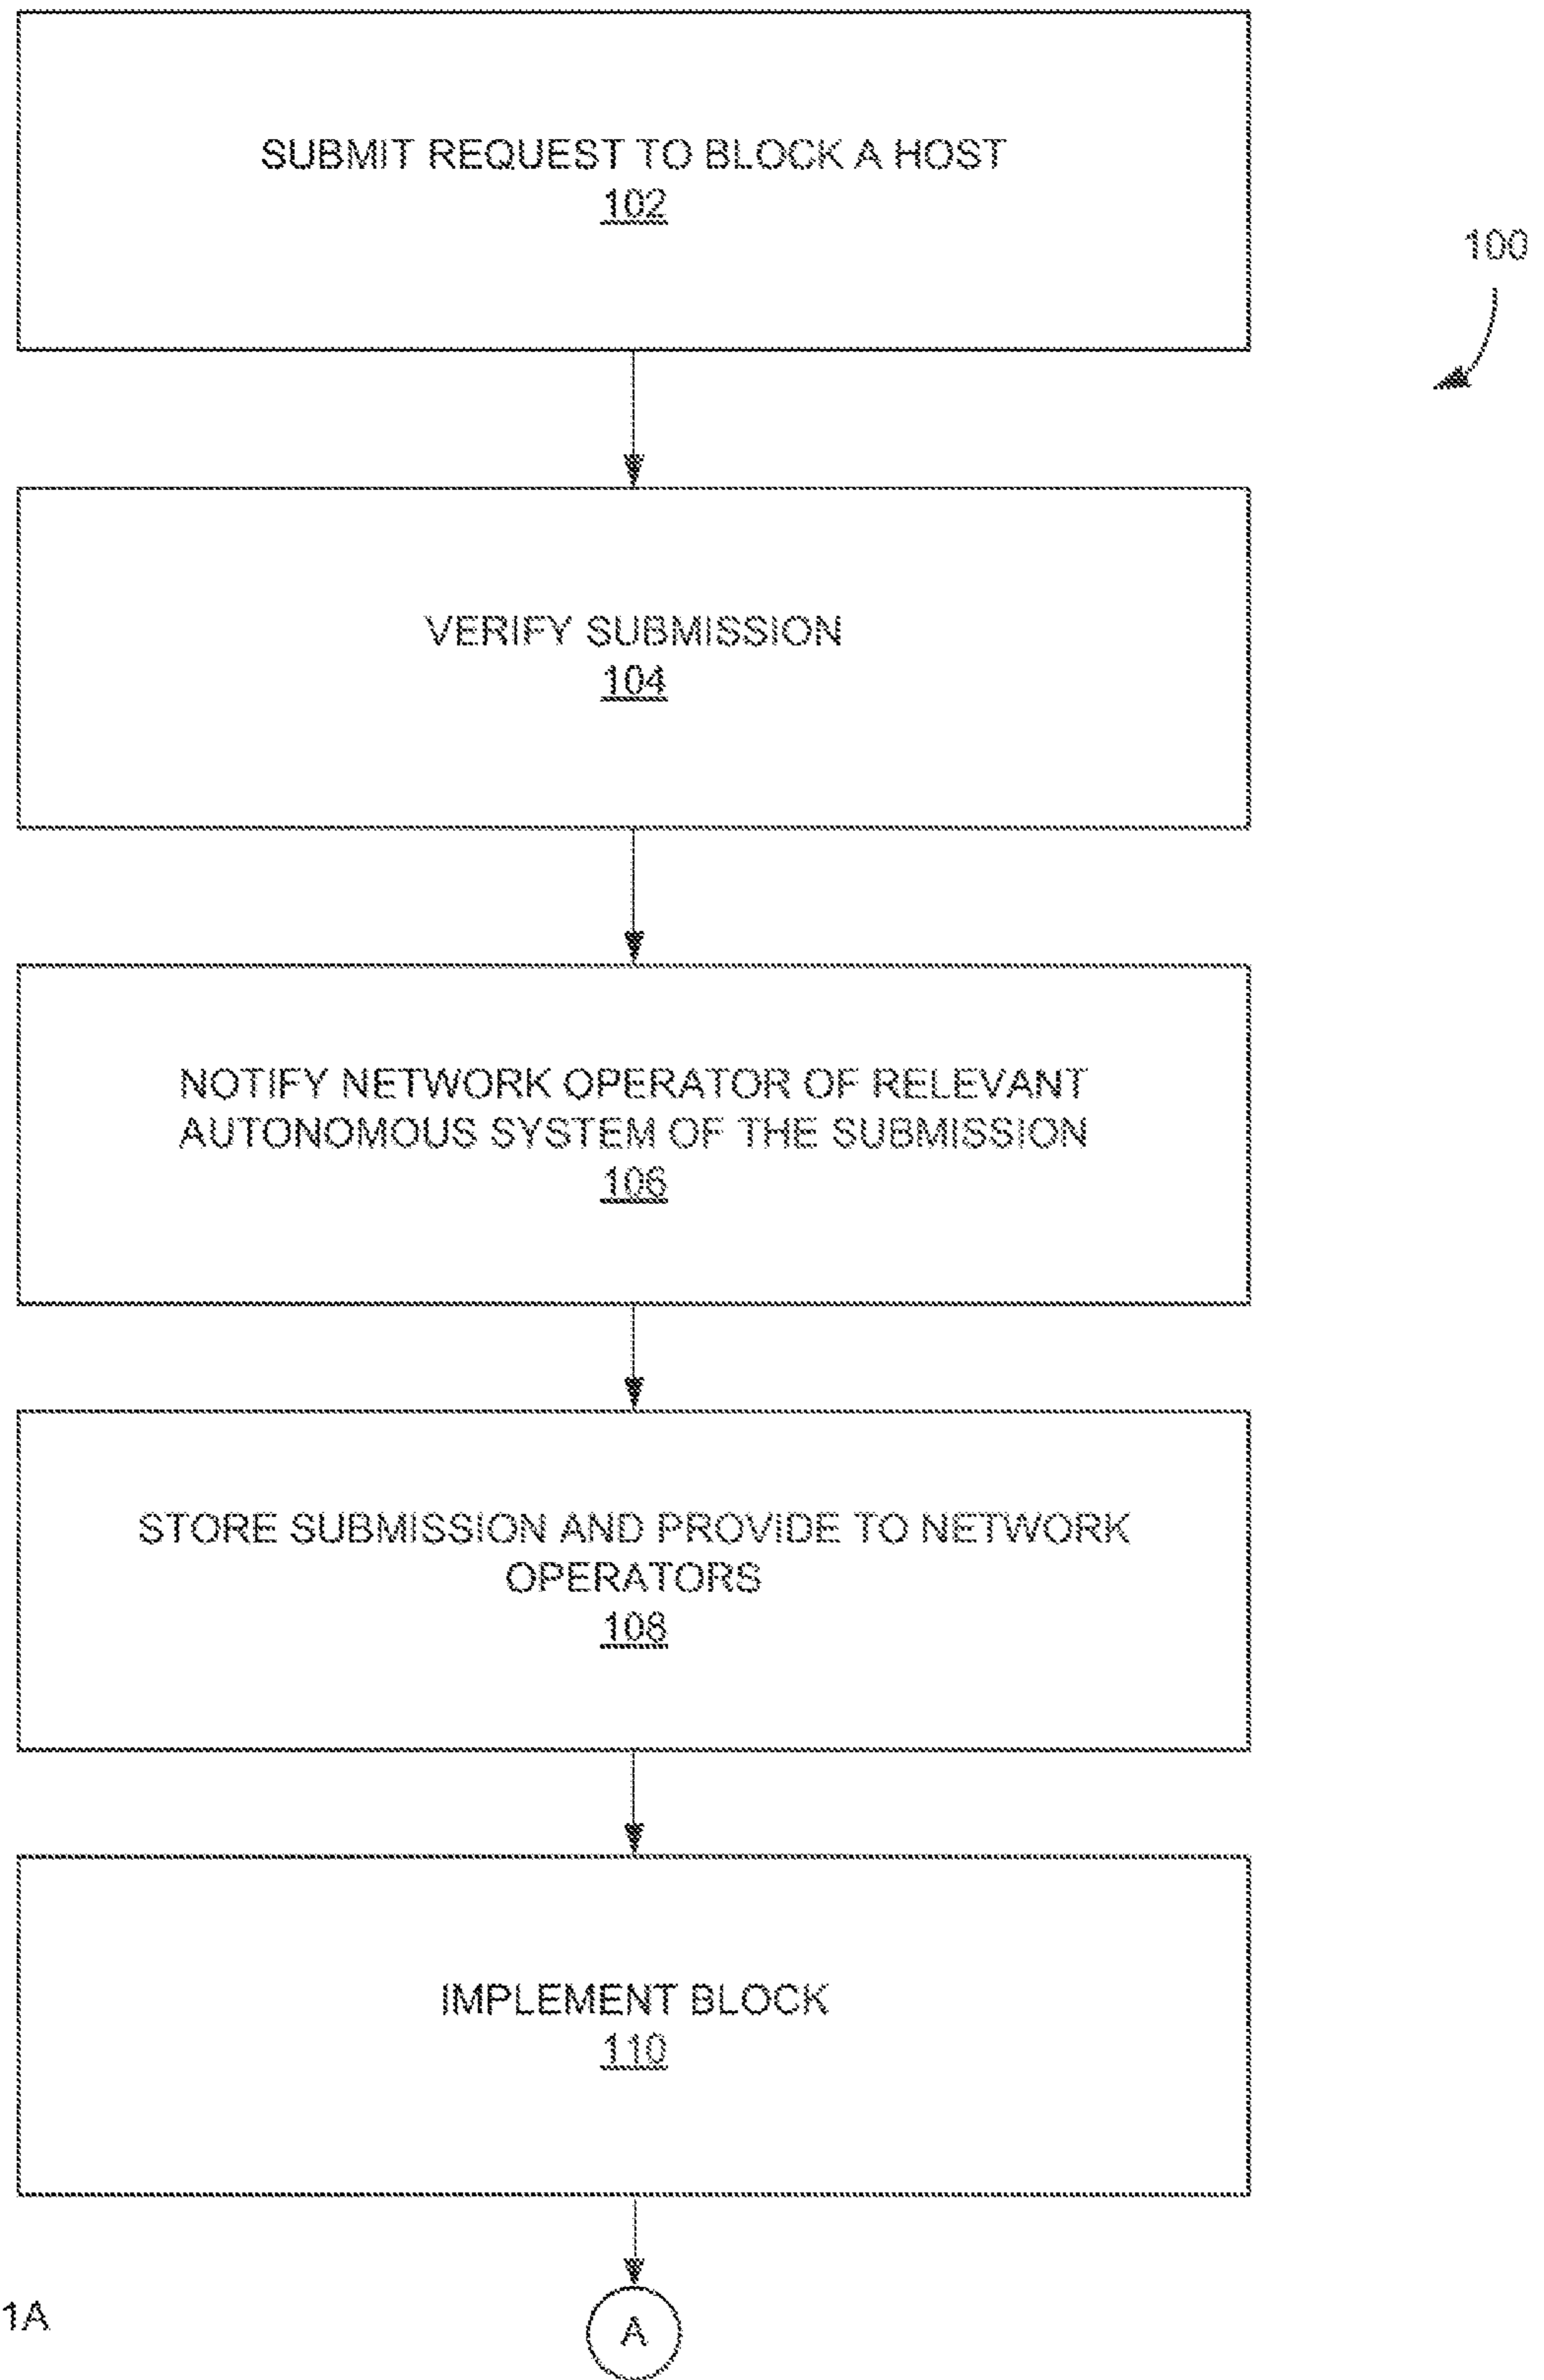 SUBMIT REQUEST TO BLOCK A HOST
102
100
VERIFY SUBMISSION
104
NOTIFY NETWORK OPERATOR OF RELEVANT
AUTONOMOUS SYSTEM OF THE SUBMISSION
106
STORE SUBMISSION AND PROVIDE TO NETWORK
OPERATORS
108
IMPLEMENT BLOCK
110
A
1A